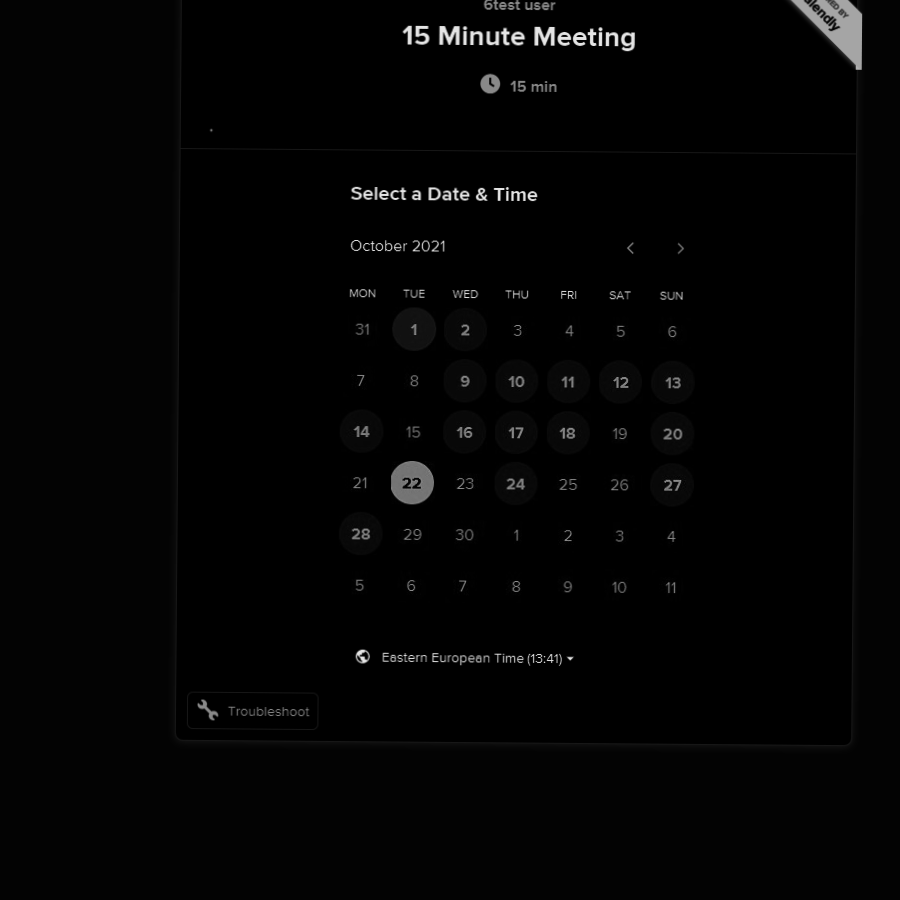 6test user
15 Minute Meeting
15 min
Select a Date & Time
October 2021
MON TUE WED THU FRI SAT SUN
31 1 2 3 4 5 6
7 8 9 10 11 12 13
14 15 16 17 18 19 20
21 22 23 24 25 26 27
28 29 30 1 2 3 4
5 6 7 8 9 10 11
Eastern European Time (13:41)
Troubleshoot